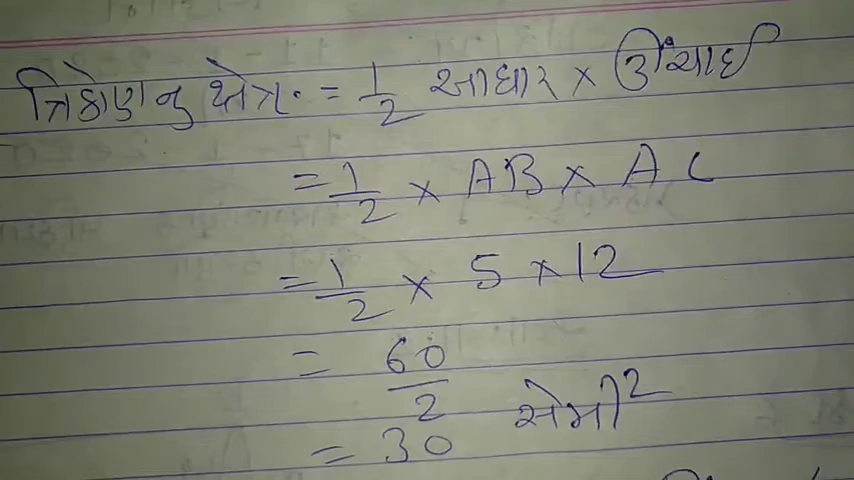 ત્રિકોણનુ ક્ષેત્ર. = 1/2 આધાર × ઊંચાઈ
= 1/2 × AB × AC
= 1/2 × 5 × 12
= 60/2
= 30 સેમી²